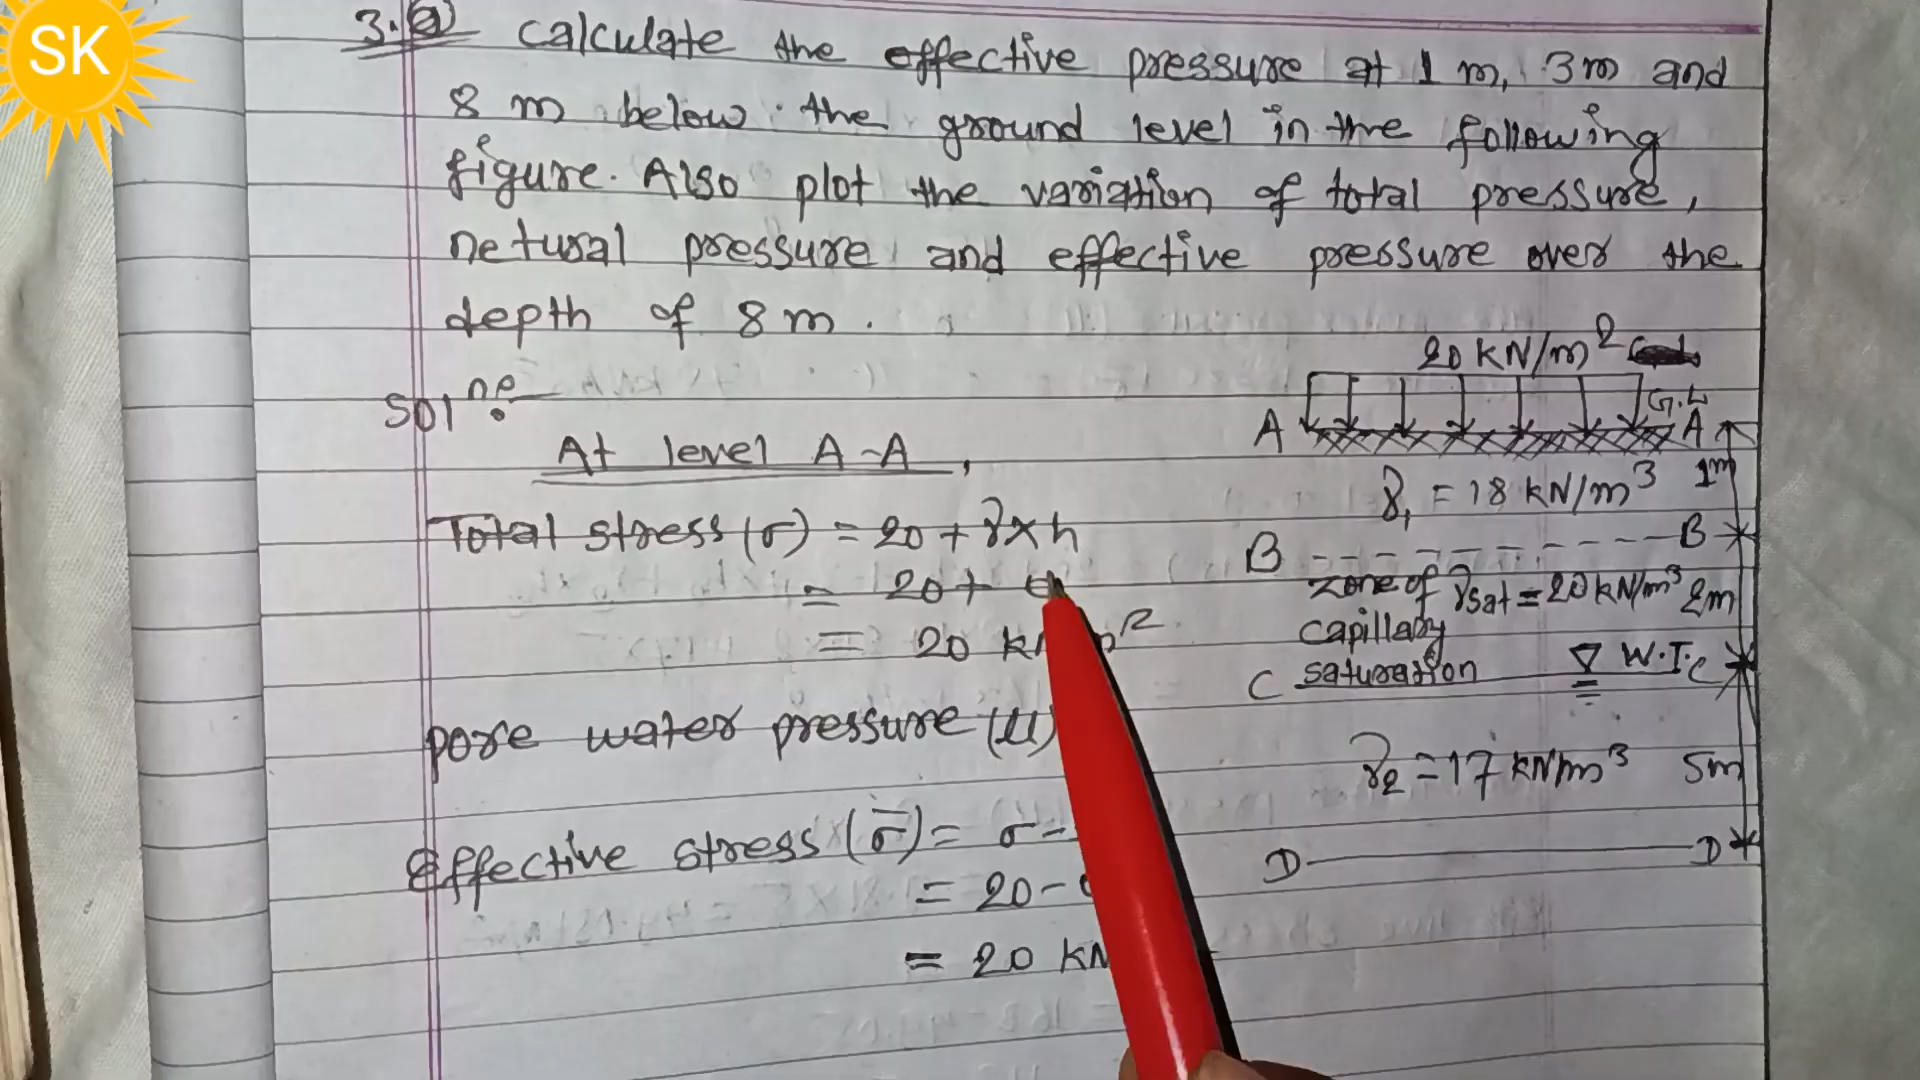 SK
3.(a) calculate the effective pressure at 1 m, 3m and
8 m below the ground level in the following
figure. Also plot the variation of total pressure,
netural pressure and effective pressure over the
depth of 8 m.
Solⁿ:
At level A-A,
Total stress (σ) = 20 + γ × h
= 20 +
= 20
pore water pressure (u)
Effective stress (σ̄) = σ -
= 20 -
= 20
20 kN/m²
G.L
A A
1m
γ₁ = 18 kN/m³
B B
zone of γsat = 20 kN/m³ 2m
capillary
saturation
C W.T. C
γ₂ = 17 kN/m³ 5m
D D